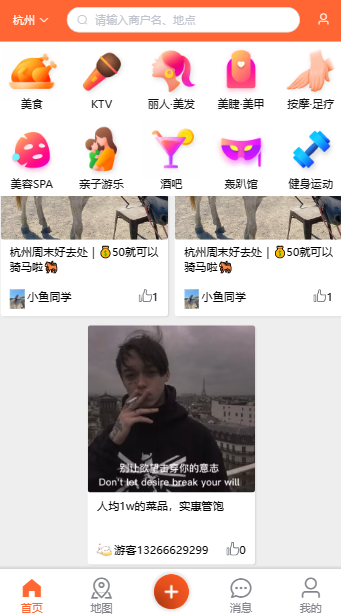 杭州
请输入商户名、地点
美食
KTV
丽人·美发
美睫·美甲
按摩·足疗
美容SPA
亲子游乐
酒吧
轰趴馆
健身运动
杭州周末好去处 | 💰50就可以
骑马啦🐴
小鱼同学
1
杭州周末好去处 | 💰50就可以
骑马啦🐴
小鱼同学
1
别让欲望击穿你的意志
Don't let desire break your will
人均1w的菜品，实惠管饱
游客13266629299
0
首页
地图
消息
我的